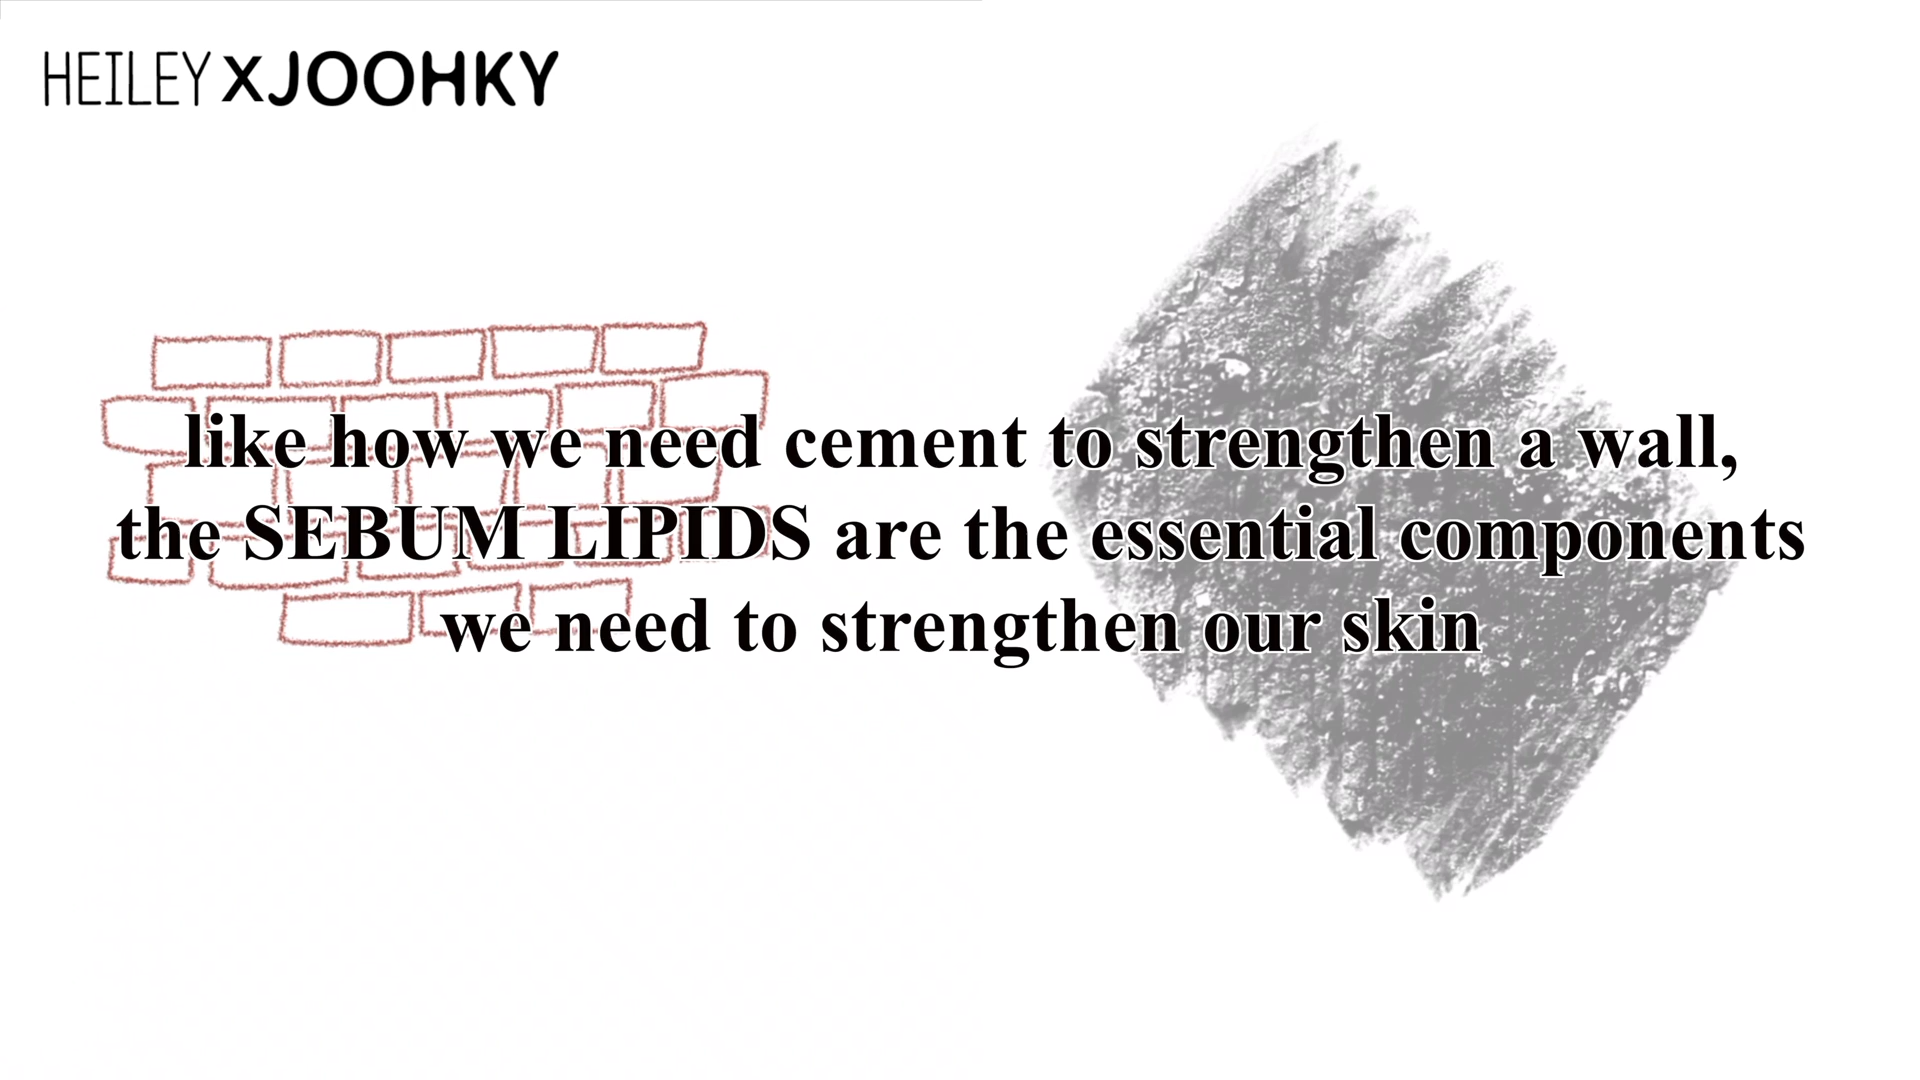 HEILEY X JOOHKY
like how we need cement to strengthen a wall,
the SEBUM LIPIDS are the essential components
we need to strengthen our skin